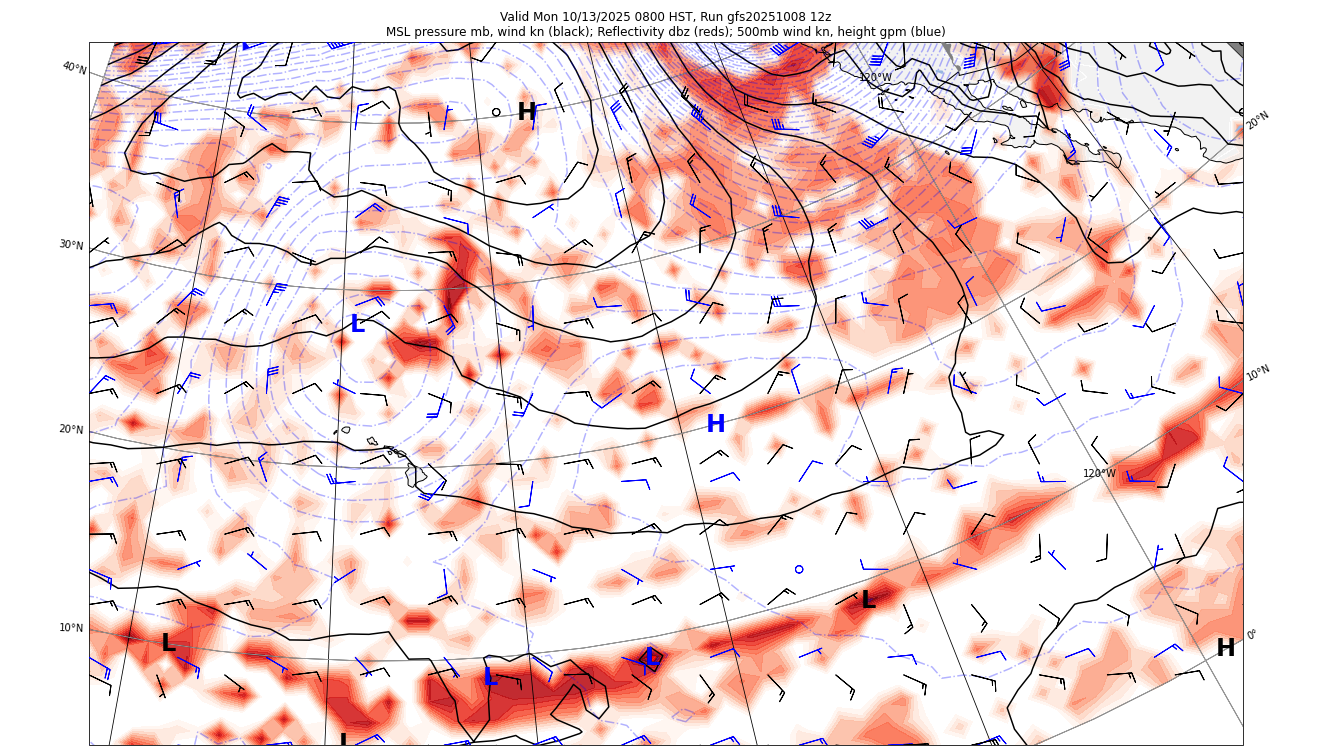 Valid Mon 10/13/2025 0800 HST, Run gfs20251008 12z
MSL pressure mb, wind kn (black); Reflectivity dbz (reds); 500mb wind kn, height gpm (blue)
40°N
120°W
20°N
H
30°N
L
10°N
H
20°N
120°W
L
10°N
L
0°
H
L
L
L